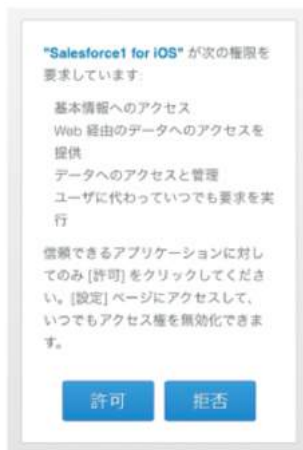 "Salesforce1 for iOS" が次の権限を
要求しています:
基本情報へのアクセス
Web 経由のデータへのアクセスを
提供
データへのアクセスと管理
ユーザに代わっていつでも要求を実
行
信頼できるアプリケーションに対し
てのみ [許可] をクリックしてくださ
い。[設定] ページにアクセスして、
いつでもアクセス権を無効化できま
す。
許可
拒否